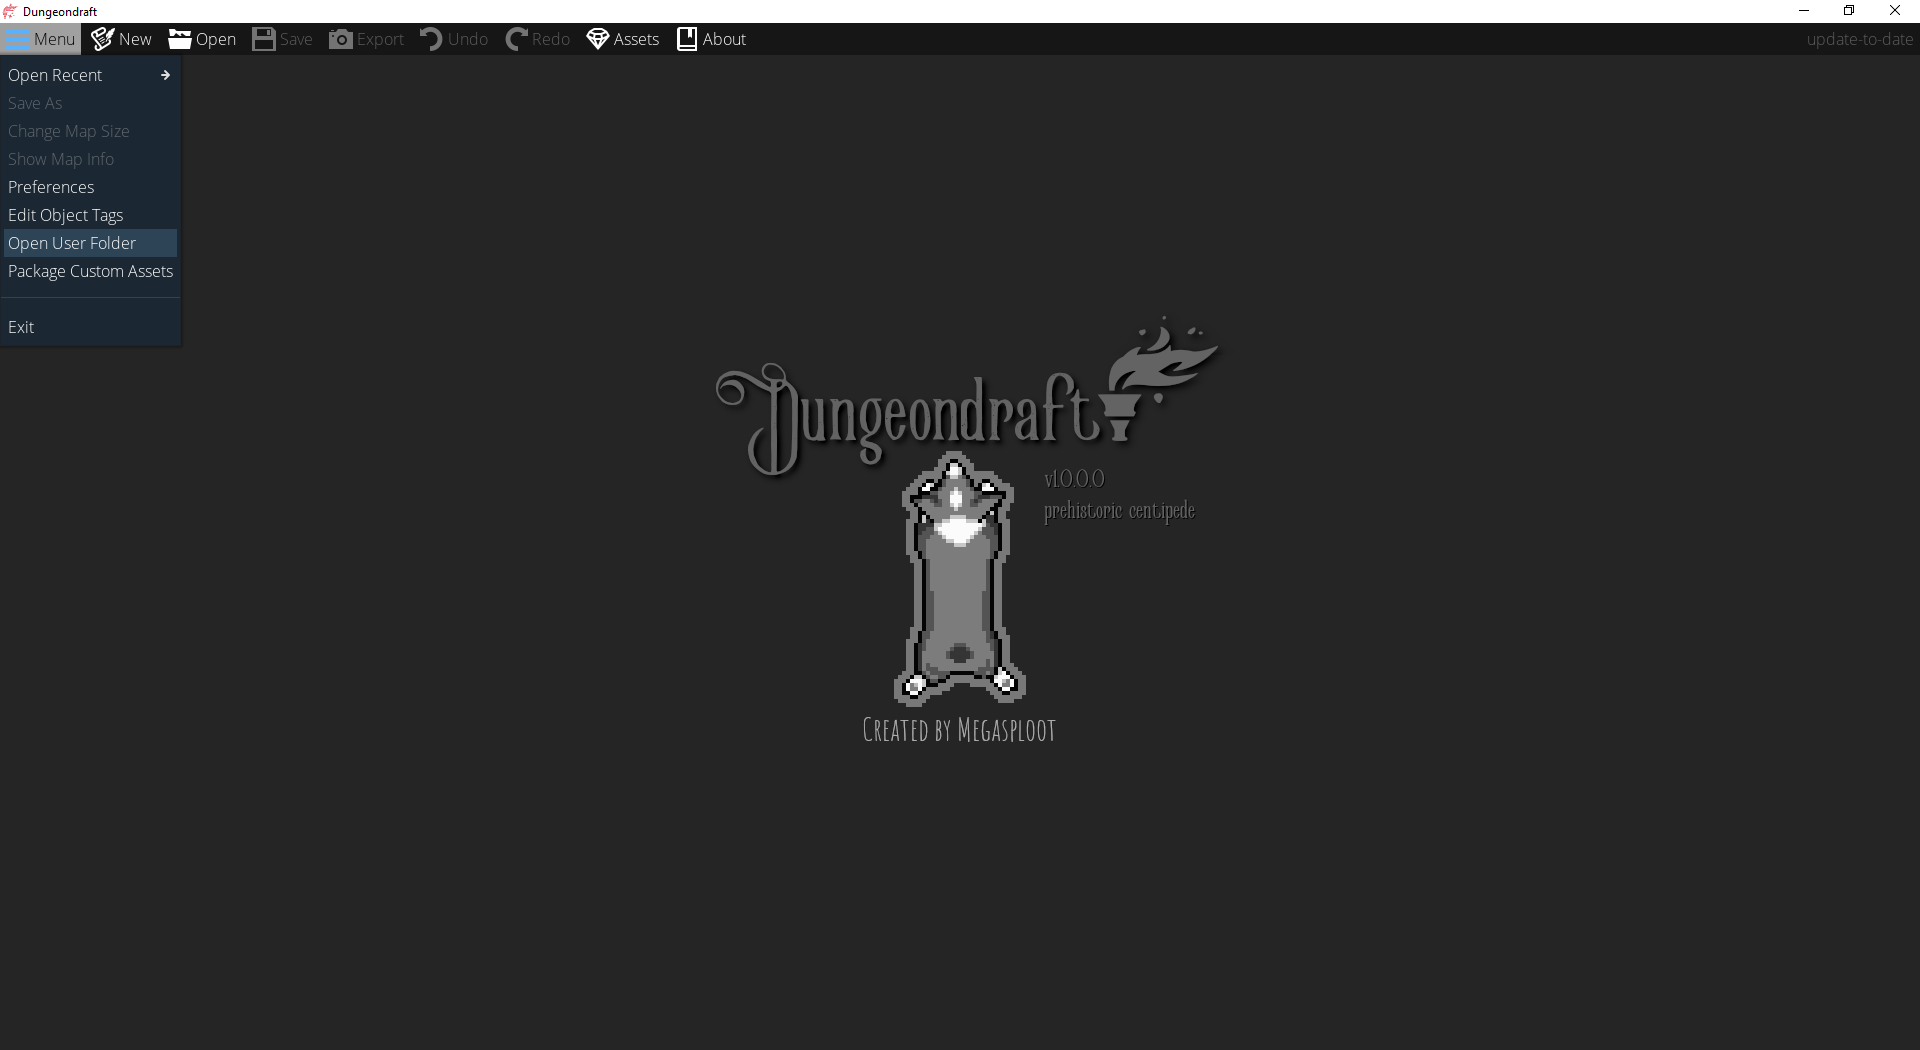 Dungeondraft
Menu New Open Save Export Undo Redo Assets About update-to-date
Open Recent
Save As
Change Map Size
Show Map Info
Preferences
Edit Object Tags
Open User Folder
Package Custom Assets
Exit
Dungeondraft
v1.0.0.0
prehistoric centipede
Created by Megasploot